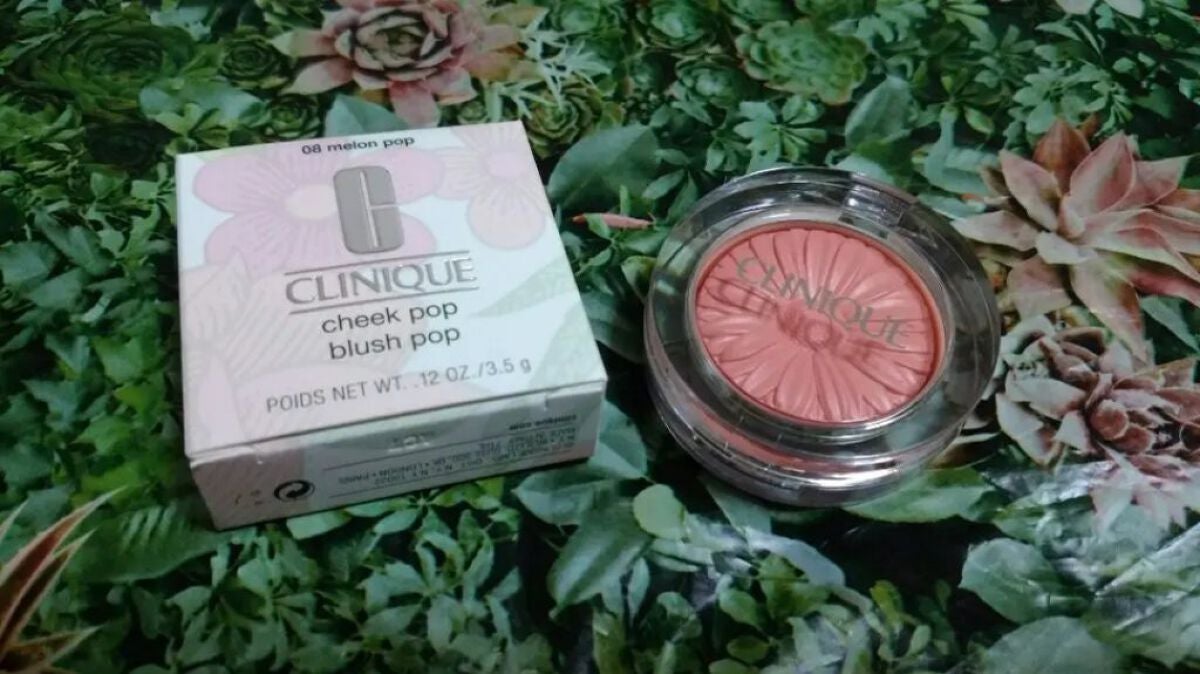 08 melon pop
CLINIQUE
cheek pop
blush pop
POIDS NET WT. .12 OZ./3.5 g
CLINIQUE